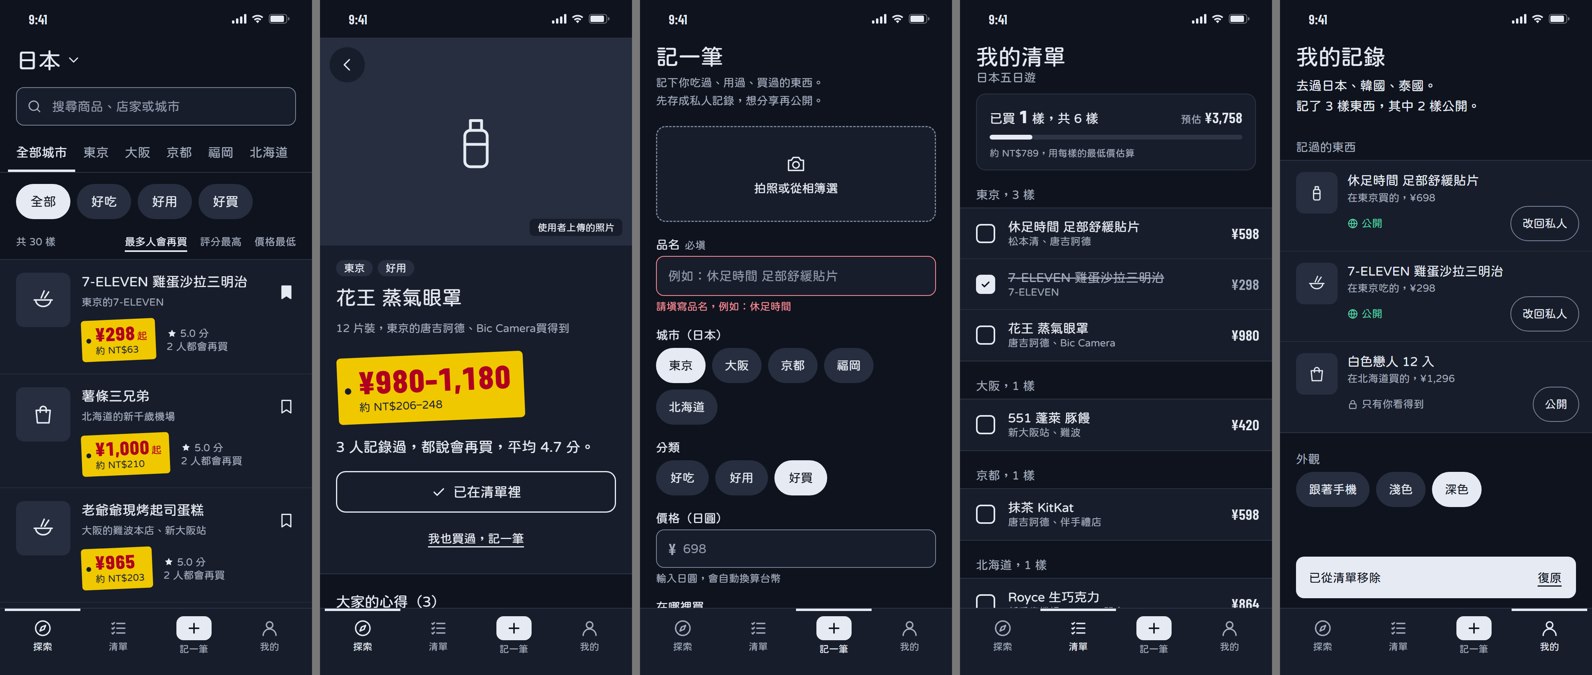 9:41
日本
搜尋商品、店家或城市
全部城市 東京 大阪 京都 福岡 北海道
全部 好吃 好用 好買
共 30 樣 最多人會再買 評分最高 價格最低
7-ELEVEN 雞蛋沙拉三明治
東京的7-ELEVEN
¥298 起
約 NT$63
★ 5.0 分
2 人都會再買
薯條三兄弟
北海道的新千歲機場
¥1,000 起
約 NT$210
★ 5.0 分
2 人都會再買
老爺爺現烤起司蛋糕
大阪的難波本店、新大阪站
¥965
約 NT$203
★ 5.0 分
2 人都會再買
探索 清單 記一筆 我的
9:41
使用者上傳的照片
東京 好用
花王 蒸氣眼罩
12 片裝，東京的唐吉訶德、Bic Camera買得到
¥980–1,180
約 NT$206–248
3 人記錄過，都說會再買，平均 4.7 分。
已在清單裡
我也買過，記一筆
大家的心得（3）
探索 清單 記一筆 我的
9:41
記一筆
記下你吃過、用過、買過的東西。
先存成私人記錄，想分享再公開。
拍照或從相簿選
品名 必填
例如：休足時間 足部舒緩貼片
請填寫品名，例如：休足時間
城市（日本）
東京 大阪 京都 福岡
北海道
分類
好吃 好用 好買
價格（日圓）
¥ 698
輸入日圓，會自動換算台幣
在哪裡買
探索 清單 記一筆 我的
9:41
我的清單
日本五日遊
已買 1 樣，共 6 樣 預估 ¥3,758
約 NT$789，用每樣的最低價估算
東京，3 樣
休足時間 足部舒緩貼片
松本清、唐吉訶德
¥598
7-ELEVEN 雞蛋沙拉三明治
7-ELEVEN
¥298
花王 蒸氣眼罩
唐吉訶德、Bic Camera
¥980
大阪，1 樣
551 蓬萊 豚饅
新大阪站、難波
¥420
京都，1 樣
抹茶 KitKat
唐吉訶德、伴手禮店
¥598
北海道，1 樣
Royce 生巧克力
¥864
探索 清單 記一筆 我的
9:41
我的記錄
去過日本、韓國、泰國。
記了 3 樣東西，其中 2 樣公開。
記過的東西
休足時間 足部舒緩貼片
在東京買的，¥698
公開
改回私人
7-ELEVEN 雞蛋沙拉三明治
在東京吃的，¥298
公開
改回私人
白色戀人 12 入
在北海道買的，¥1,296
只有你看得到
公開
外觀
跟著手機 淺色 深色
已從清單移除 復原
探索 清單 記一筆 我的